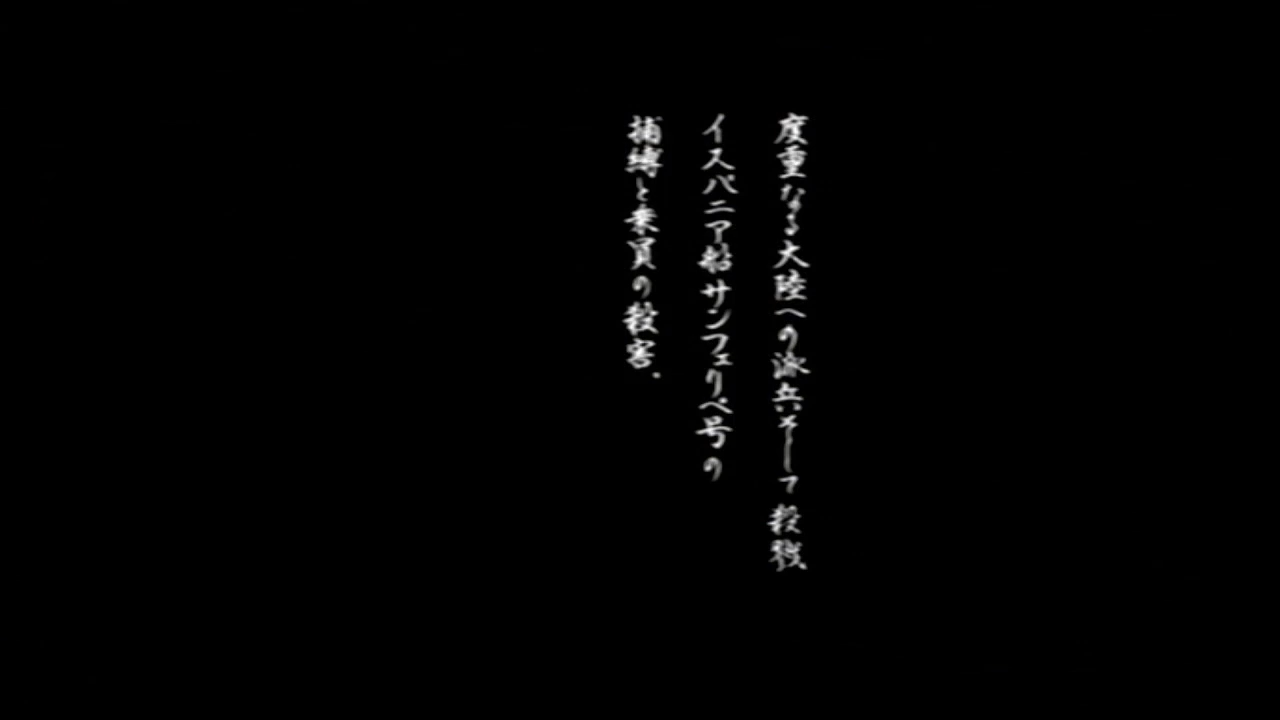 度重なる大陸への派兵そして殺戮
イスパニア船サンフェリペ号の
捕縛と乗員の殺害.